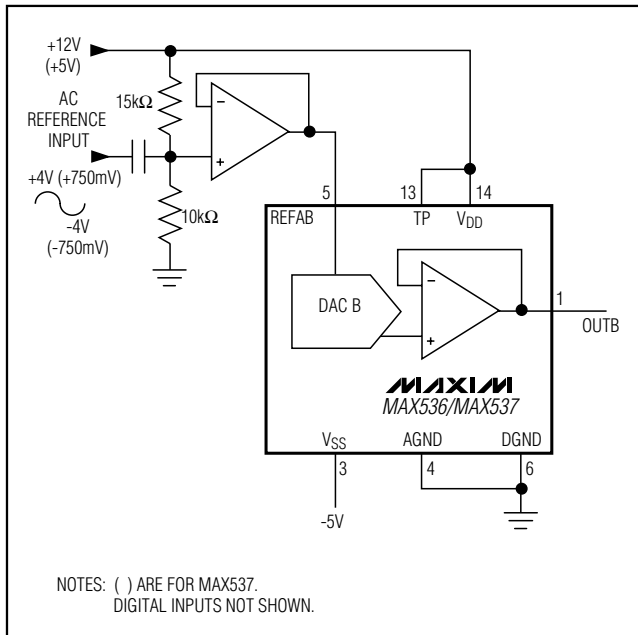 +12V
(+5V)
AC
REFERENCE
INPUT
15kΩ
−
+
+4V (+750mV)
-4V
(-750mV)
10kΩ
5
13
14
REFAB
TP
VDD
DAC B
−
+
1
OUTB
MAXIM
MAX536/MAX537
VSS
AGND
DGND
3
4
6
-5V
NOTES: ( ) ARE FOR MAX537.
DIGITAL INPUTS NOT SHOWN.